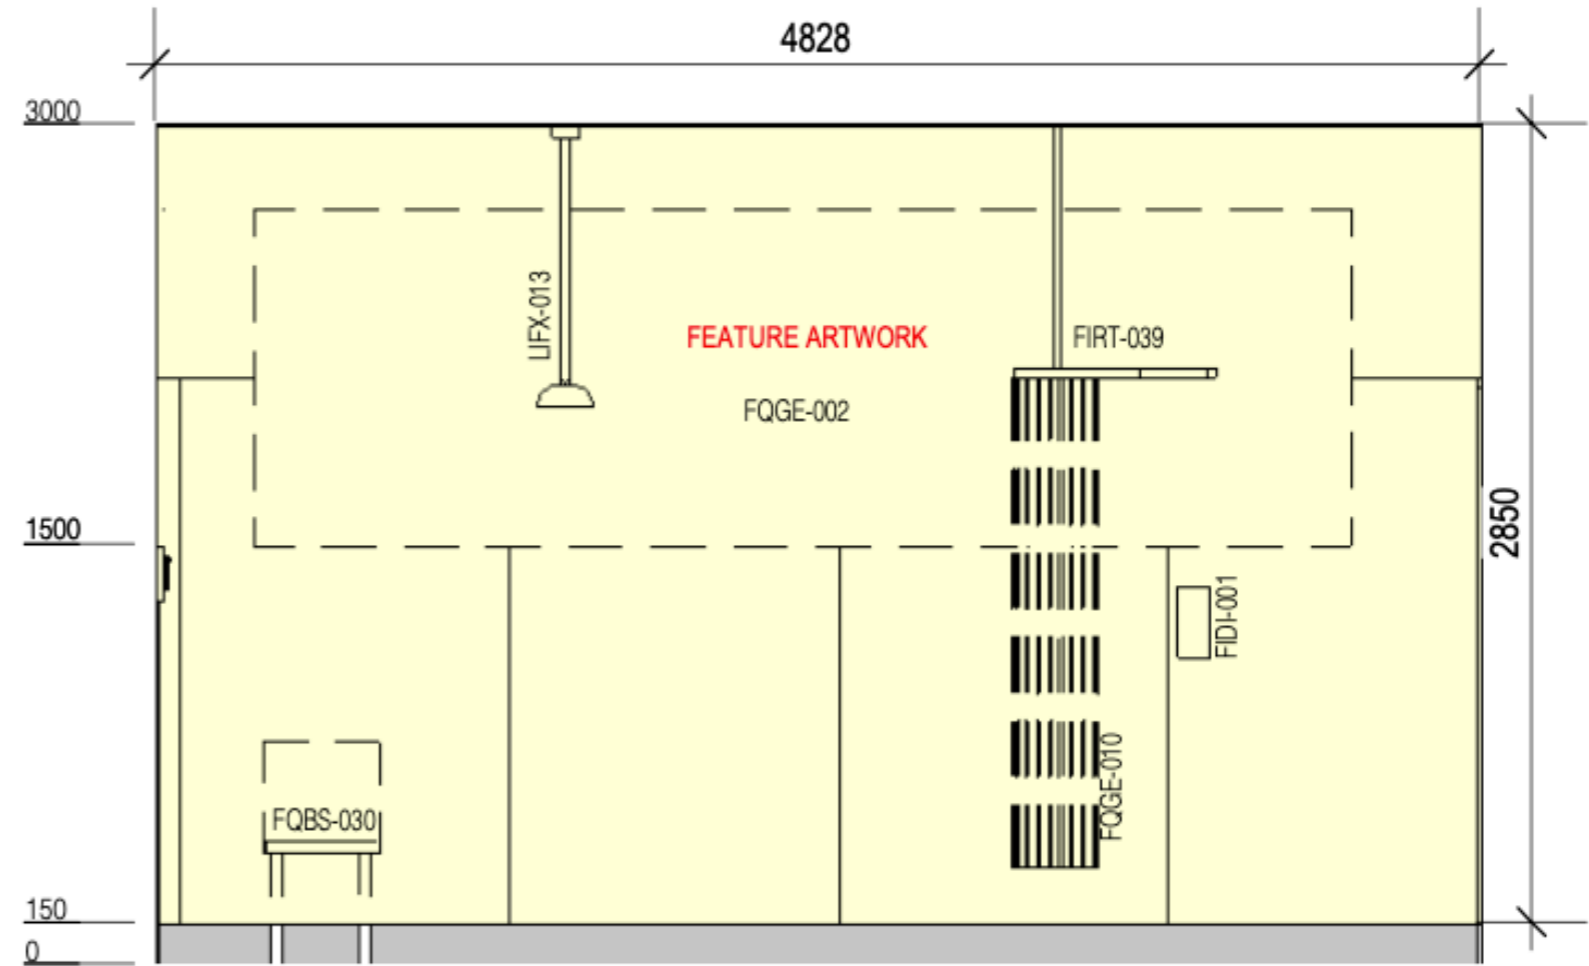 4828
3000
LIFX-013
FEATURE ARTWORK
FIRT-039
FQGE-002
1500
2850
FIDI-001
FQGE-010
FQBS-030
150
0